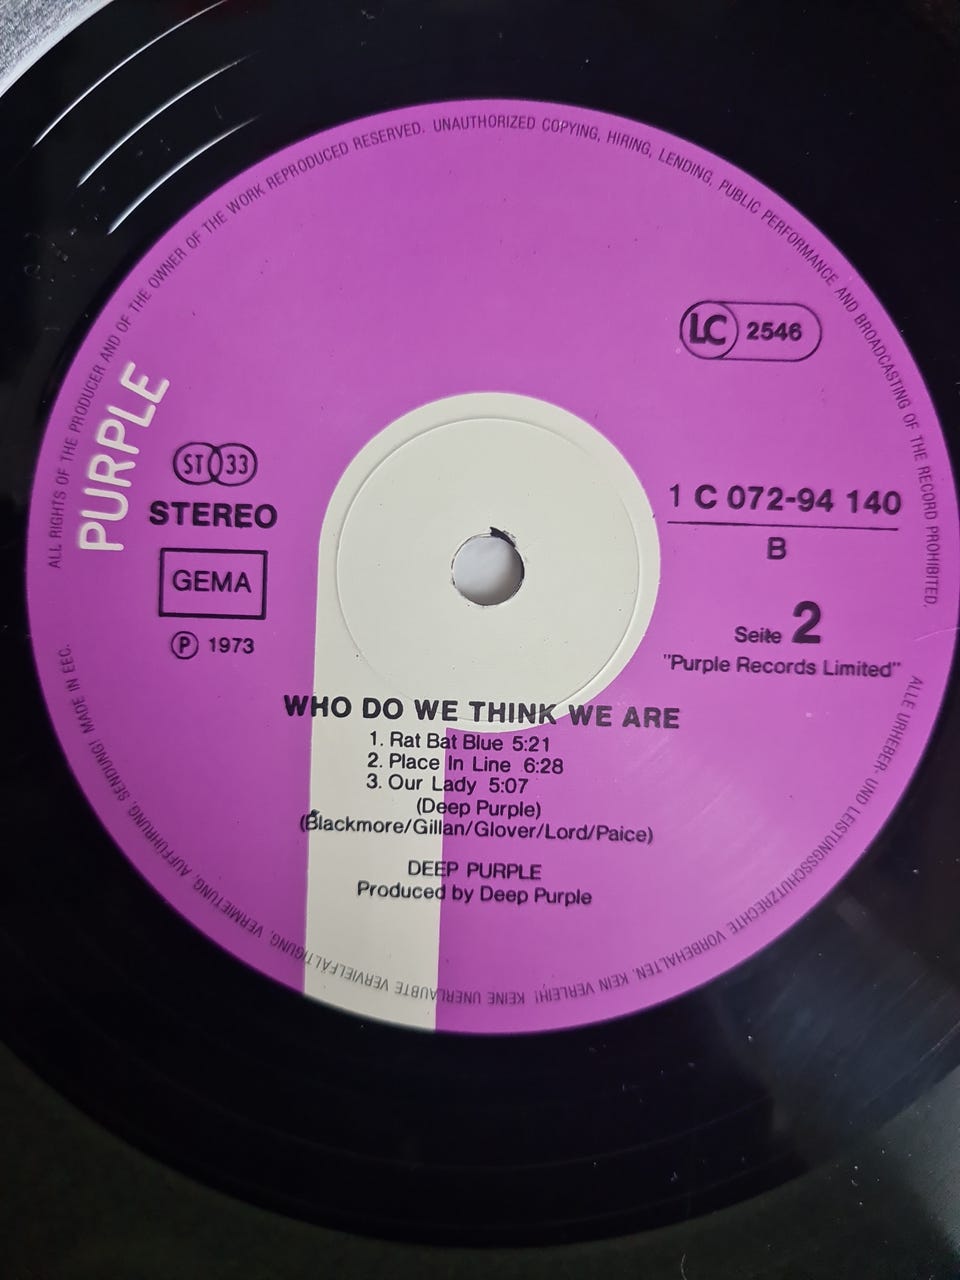 ALL RIGHTS OF THE PRODUCER AND OF THE OWNER OF THE WORK REPRODUCED RESERVED. UNAUTHORIZED COPYING, HIRING, LENDING, PUBLIC PERFORMANCE AND BROADCASTING OF THE RECORD PROHIBITED.
PURPLE
LC 2546
ST 33
STEREO
GEMA
℗ 1973
1 C 072-94 140
B
Seite 2
"Purple Records Limited"
WHO DO WE THINK WE ARE
1. Rat Bat Blue 5:21
2. Place In Line 6:28
3. Our Lady 5:07
(Deep Purple)
(Blackmore/Gillan/Glover/Lord/Paice)
DEEP PURPLE
Produced by Deep Purple
ALLE URHEBER- UND LEISTUNGSSCHUTZRECHTE VORBEHALTEN. KEIN VERLEIH! KEINE UNERLAUBTE VERVIELFÄLTIGUNG, VERMIETUNG, AUFFÜHRUNG, SENDUNG! MADE IN EEC.